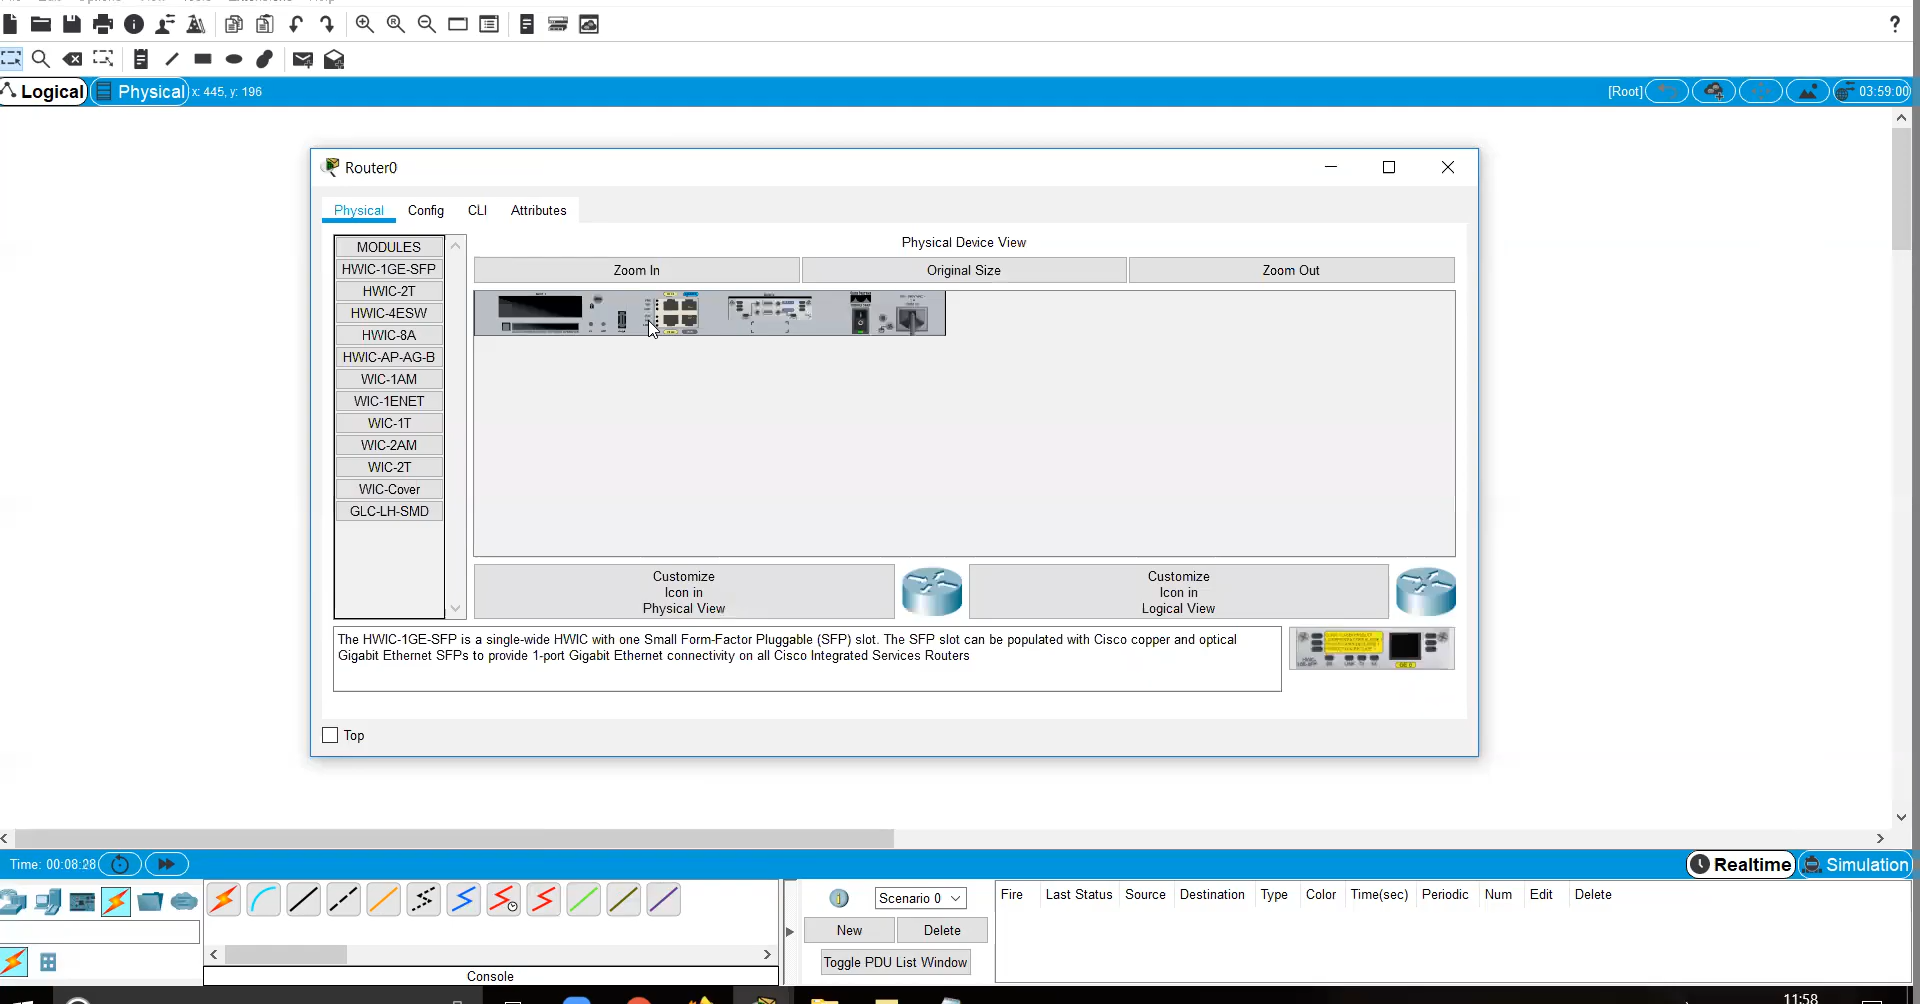 Logical
Physical
x: 445, y: 196
[Root]
03:59:00
Router0
Physical
Config
CLI
Attributes
MODULES
HWIC-1GE-SFP
HWIC-2T
HWIC-4ESW
HWIC-8A
HWIC-AP-AG-B
WIC-1AM
WIC-1ENET
WIC-1T
WIC-2AM
WIC-2T
WIC-Cover
GLC-LH-SMD
Physical Device View
Zoom In
Original Size
Zoom Out
Customize
Icon in
Physical View
Customize
Icon in
Logical View
The HWIC-1GE-SFP is a single-wide HWIC with one Small Form-Factor Pluggable (SFP) slot. The SFP slot can be populated with Cisco copper and optical
Gigabit Ethernet SFPs to provide 1-port Gigabit Ethernet connectivity on all Cisco Integrated Services Routers
Top
Time: 00:08:28
Realtime
Simulation
Console
Scenario 0
New
Delete
Toggle PDU List Window
Fire
Last Status
Source
Destination
Type
Color
Time(sec)
Periodic
Num
Edit
Delete
11:58